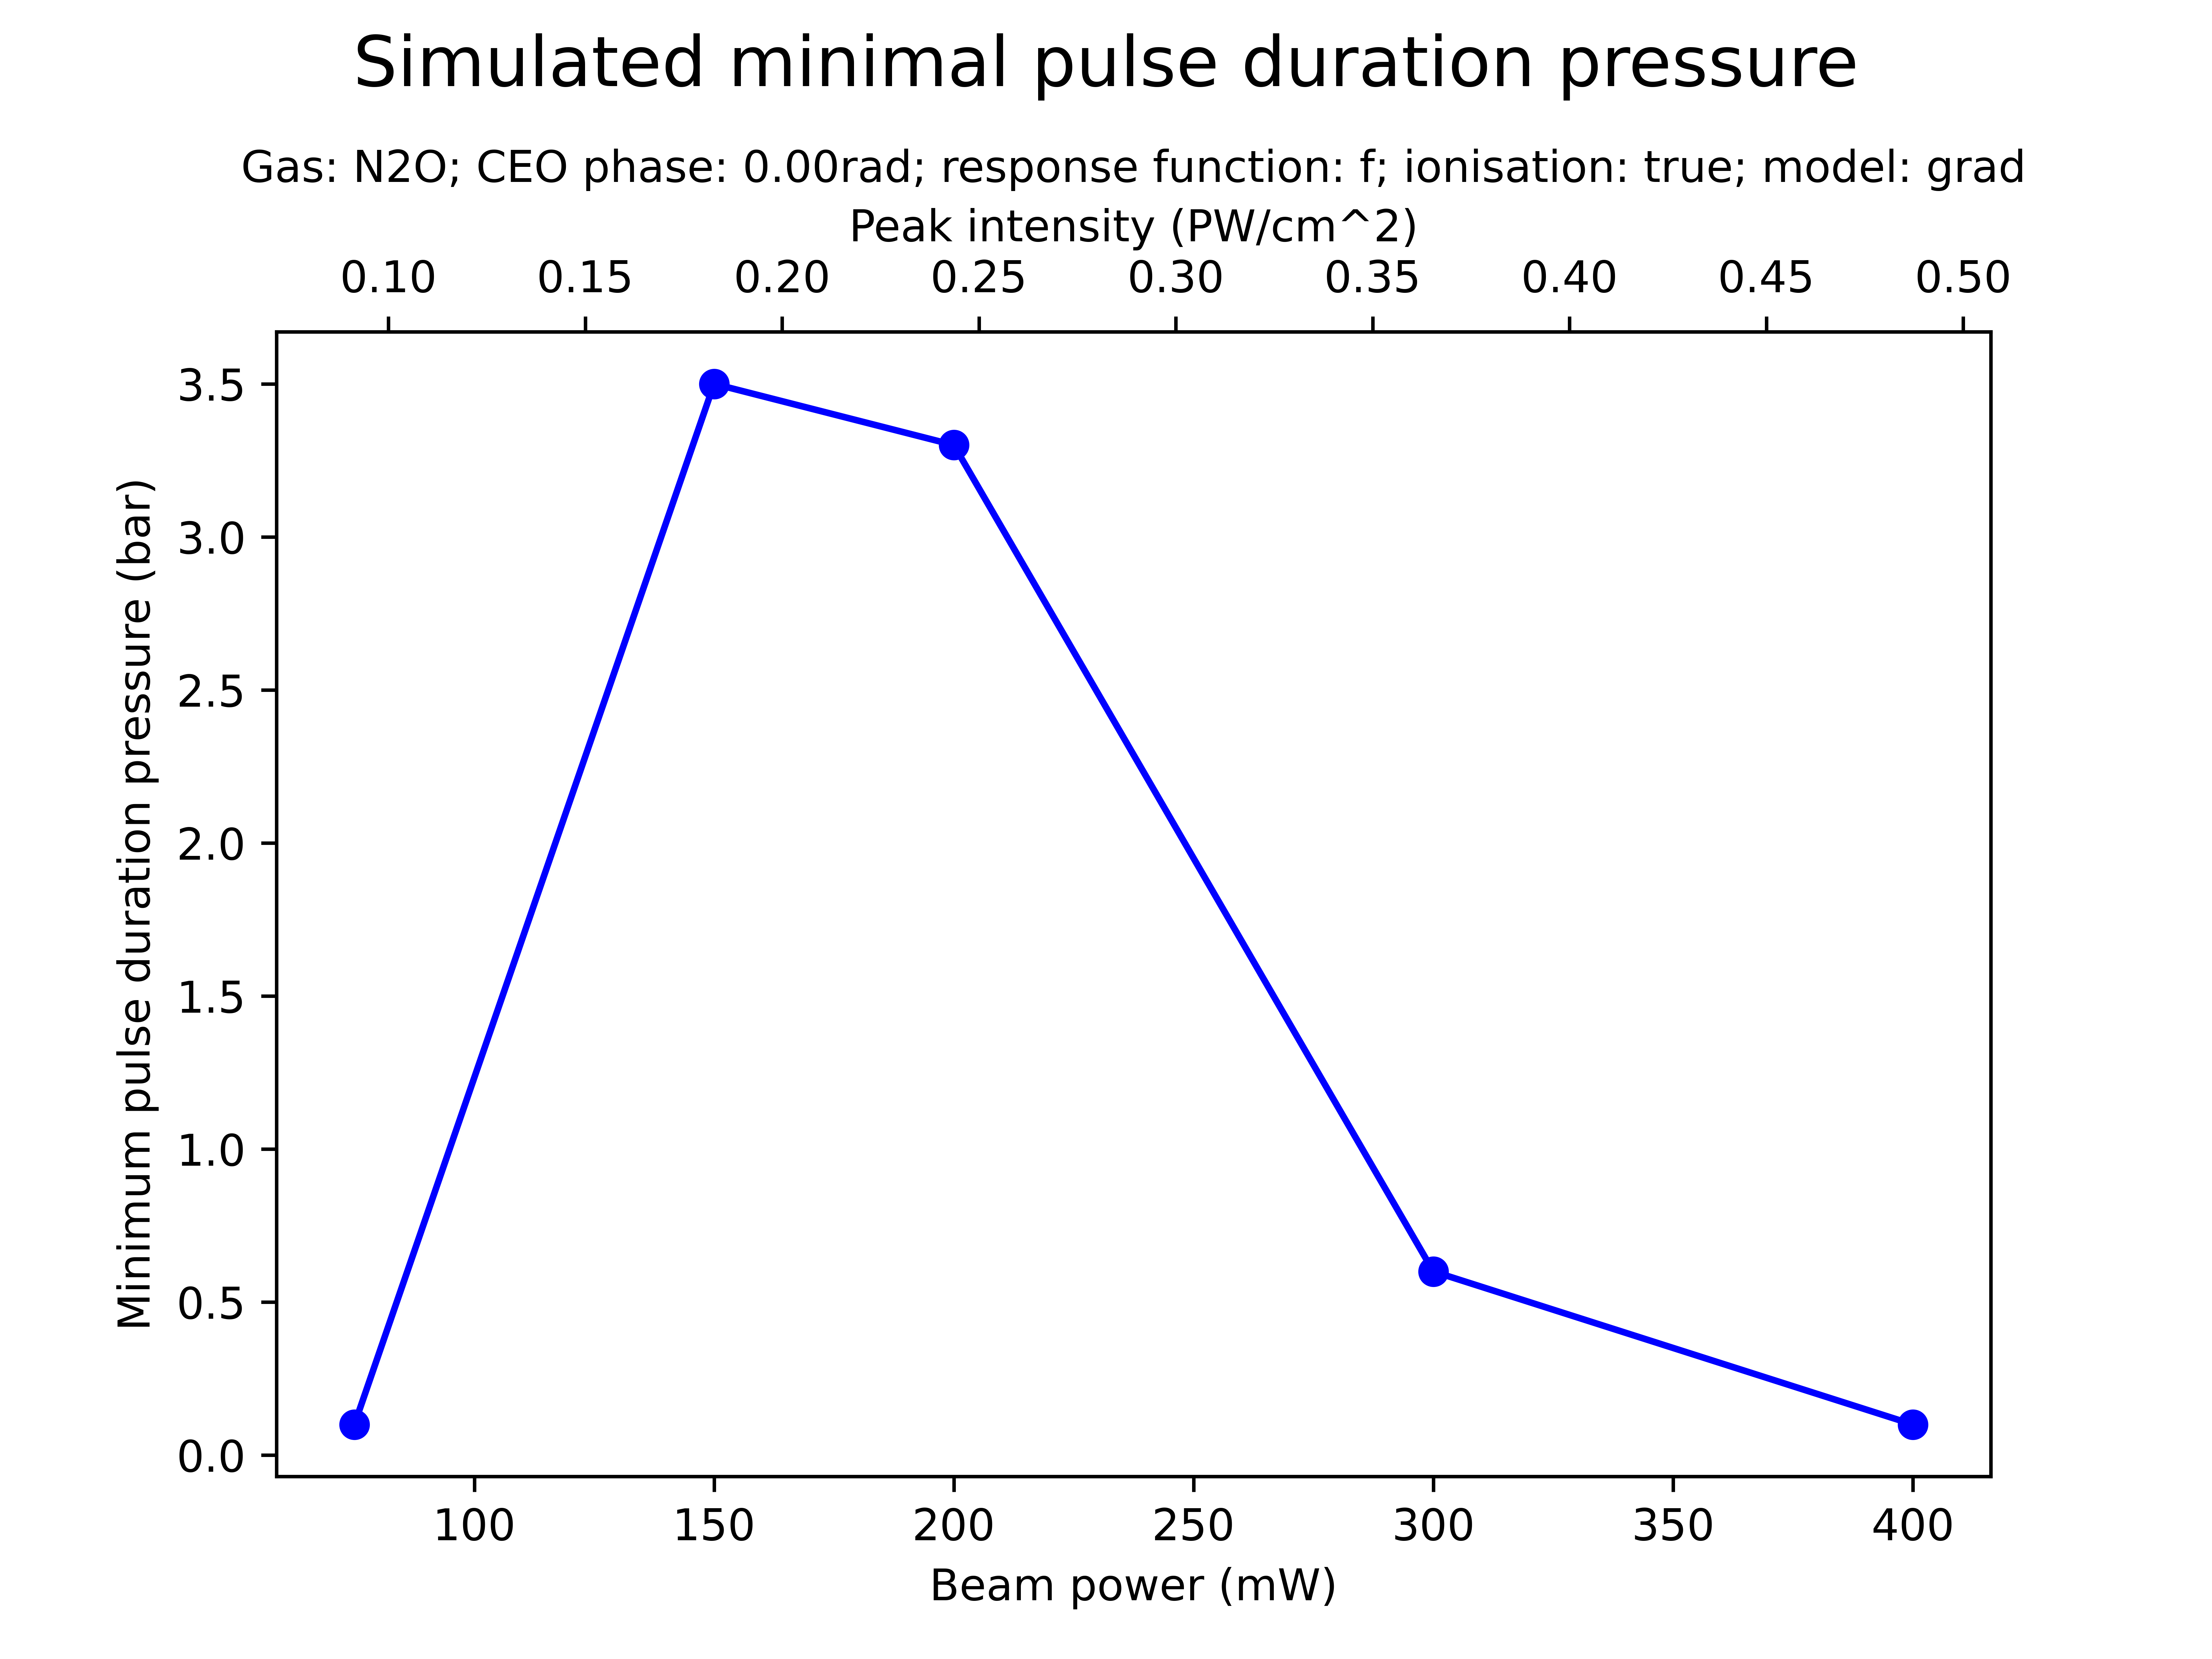 Simulated minimal pulse duration pressure
Gas: N2O; CEO phase: 0.00rad; response function: f; ionisation: true; model: grad
Peak intensity (PW/cm^2)
0.10 0.15 0.20 0.25 0.30 0.35 0.40 0.45 0.50
Minimum pulse duration pressure (bar)
3.5
3.0
2.5
2.0
1.5
1.0
0.5
0.0
100 150 200 250 300 350 400
Beam power (mW)